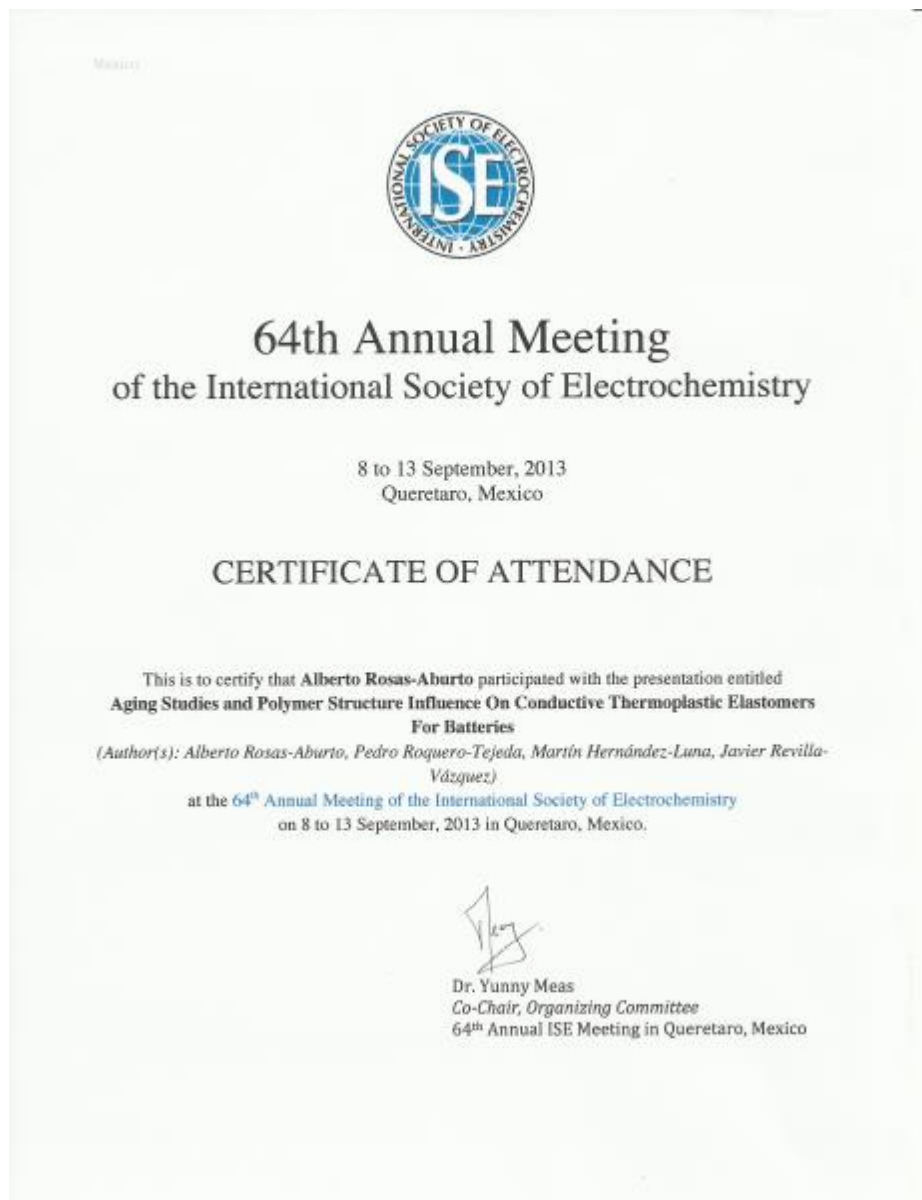 Mexico
INTERNATIONAL SOCIETY OF ELECTROCHEMISTRY
ISE
64th Annual Meeting
of the International Society of Electrochemistry
8 to 13 September, 2013
Queretaro, Mexico
CERTIFICATE OF ATTENDANCE
This is to certify that Alberto Rosas-Aburto participated with the presentation entitled
Aging Studies and Polymer Structure Influence On Conductive Thermoplastic Elastomers
For Batteries
(Author(s): Alberto Rosas-Aburto, Pedro Roquero-Tejeda, Martín Hernández-Luna, Javier Revilla-
Vázquez)
at the 64th Annual Meeting of the International Society of Electrochemistry
on 8 to 13 September, 2013 in Queretaro, Mexico.
Dr. Yunny Meas
Co-Chair, Organizing Committee
64th Annual ISE Meeting in Queretaro, Mexico